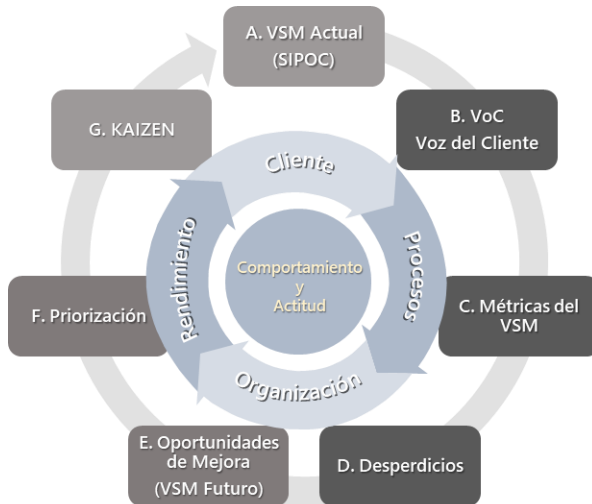 A. VSM Actual
(SIPOC)
B. VoC
Voz del Cliente
C. Métricas del
VSM
D. Desperdicios
E. Oportunidades
de Mejora
(VSM Futuro)
F. Priorización
G. KAIZEN
Cliente
Procesos
Organización
Rendimiento
Comportamiento
y
Actitud